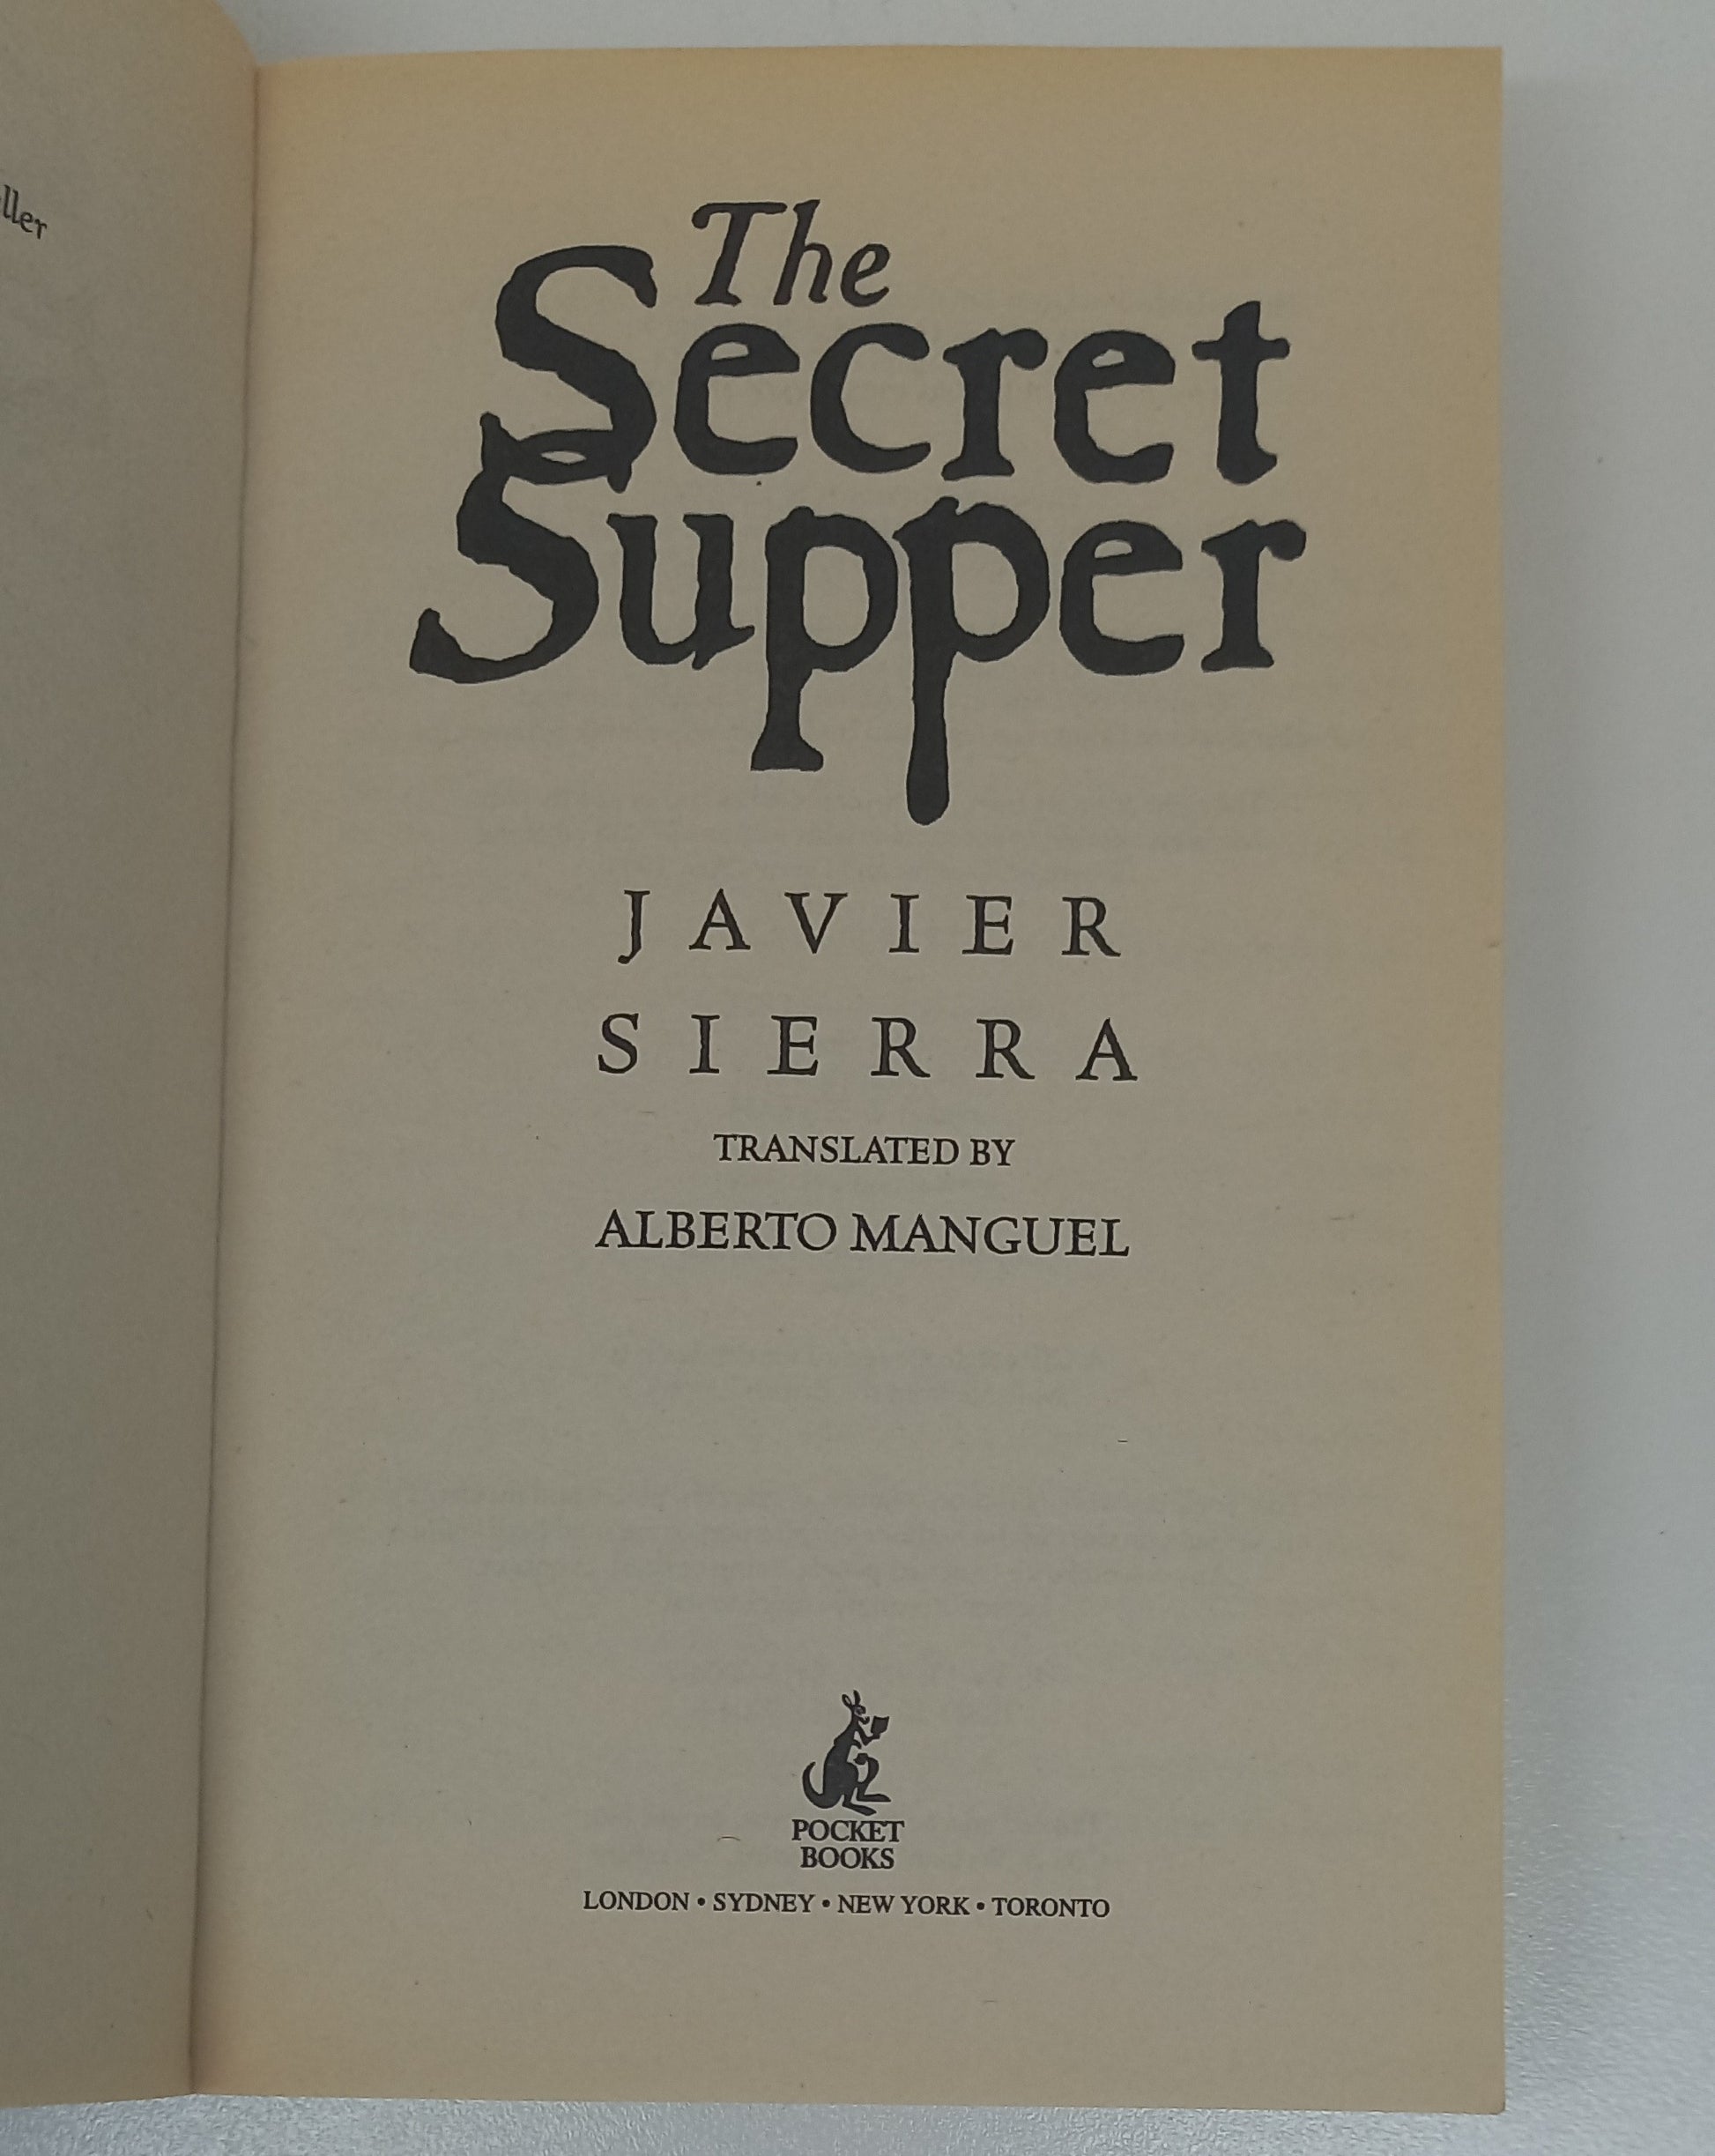 The
Secret
Supper
JAVIER
SIERRA
TRANSLATED BY
ALBERTO MANGUEL
POCKET
BOOKS
LONDON • SYDNEY • NEW YORK • TORONTO